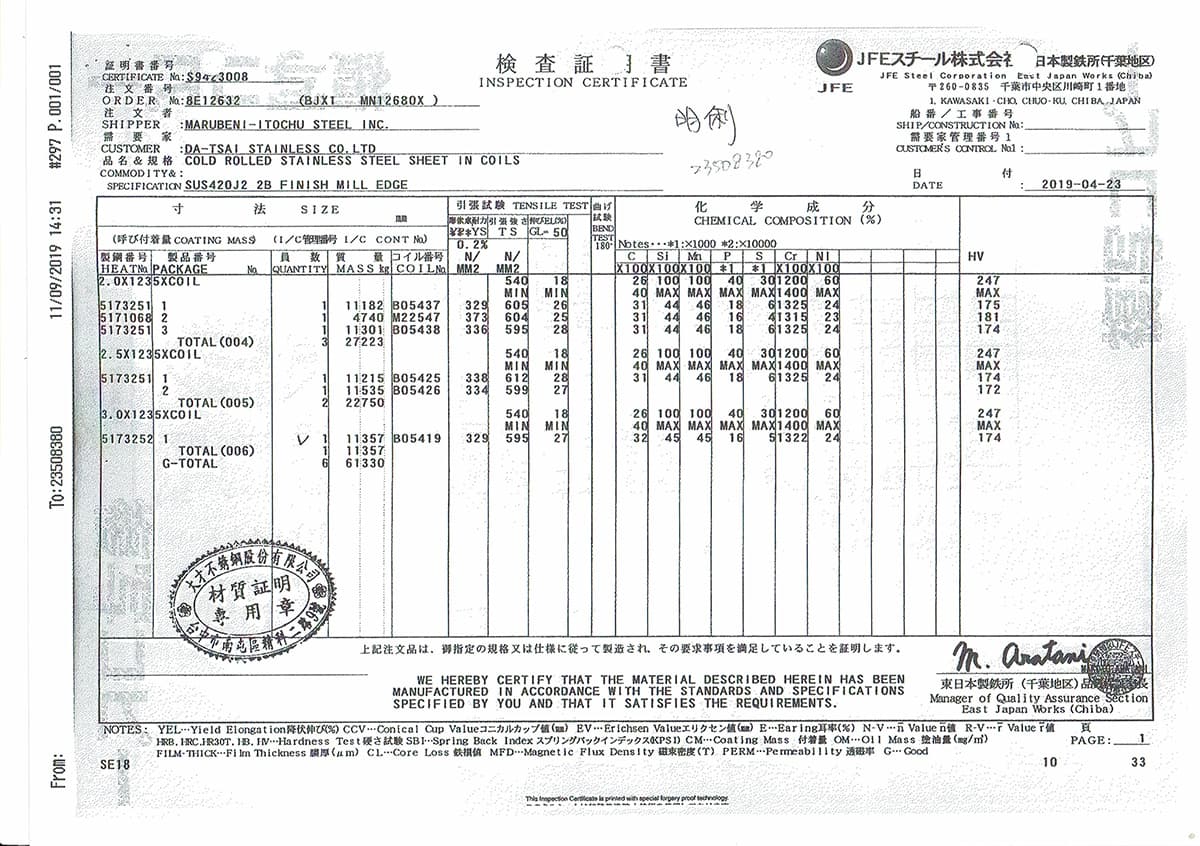 #297 P.001/001
11/09/2019 14:31
To:23508380
From:
検査証明書
INSPECTION CERTIFICATE
JFE
JFEスチール株式会社 東日本製鉄所(千葉地区)
JFE Steel Corporation East Japan Works (Chiba)
〒260-0835 千葉市中央区川崎町1番地
1, KAWASAKI-CHO, CHUO-KU, CHIBA, JAPAN
証明書番号
CERTIFICATE No:
注文番号
ORDER No:8E12632 (BJX1 MN12680X )
注文者
SHIPPER :MARUBENI-ITOCHU STEEL INC.
需要家
CUSTOMER :DA-TSAI STAINLESS CO.LTD
品名&規格 COLD ROLLED STAINLESS STEEL SHEET IN COILS
COMMODITY& :
SPECIFICATION SUS420J2 2B FINISH MILL EDGE
明利
23508380
船番/工事番号
SHIP/CONSTRUCTION No:
需要家管理番号1
CUSTOMER'S CONTROL No1:
日付
DATE : 2019-04-23
寸法 SIZE
引張試験 TENSILE TEST
曲げ試験 BEND TEST 180°
化学成分
CHEMICAL COMPOSITION (%)
(呼び付着量 COATING MASS) (I/C管理番号 I/C CONT No)
YS 引張強さ TS 伸びEL(%) GL= 50
Notes・・・*1:X1000 *2:X10000
0.2% N/MM2 N/MM2
製鋼番号 製品番号 員数 質量 コイル番号
HEAT No PACKAGE No. QUANTITY MASS kg COIL No.
C Si Mn P S Cr NI HV
X100 X100 X100 *1 *1 X100 X100
2.0X1235XCOIL 540 18 26 100 100 40 30 1200 60 247
MIN MIN 40 MAX MAX MAX MAX 1400 MAX MAX
5173251 1 1 11182 B05437 329 605 26 31 44 46 18 6 1325 24 175
5171068 2 1 4740 M22547 373 604 25 31 44 46 16 4 1315 23 181
5173251 3 1 11301 B05438 336 595 28 31 44 46 18 6 1325 24 174
TOTAL(004) 3 27223
2.5X1235XCOIL 540 18 26 100 100 40 30 1200 60 247
MIN MIN 40 MAX MAX MAX MAX 1400 MAX MAX
5173251 1 1 11215 B05425 338 612 28 31 44 46 18 6 1325 24 174
2 1 11535 B05426 334 599 27 172
TOTAL(005) 2 22750
3.0X1235XCOIL 540 18 26 100 100 40 30 1200 60 247
MIN MIN 40 MAX MAX MAX MAX 1400 MAX MAX
5173252 1 1 11357 B05419 329 595 27 32 45 45 16 5 1322 24 174
TOTAL(006) 1 11357
G-TOTAL 6 61330
大才不銹鋼股份有限公司
材質証明
專用章
台中市南屯區精科二路9號
上記注文品は、御指定の規格又は仕様に従って製造され、その要求事項を満足していることを証明します。
WE HEREBY CERTIFY THAT THE MATERIAL DESCRIBED HEREIN HAS BEEN
MANUFACTURED IN ACCORDANCE WITH THE STANDARDS AND SPECIFICATIONS
SPECIFIED BY YOU AND THAT IT SATISFIES THE REQUIREMENTS.
M. Aratani
東日本製鉄所 (千葉地区)
Manager of Quality Assurance Section
East Japan Works (Chiba)
NOTES: YEL…Yield Elongation降伏伸び(%) CCV…Conical Cup Valueコニカルカップ値(㎜) EV…Erichsen Valueエリクセン値(㎜) E…Earing耳率(%) N-V…n̄ Value n̄値 R-V…r̄ Value r̄値
HRB, HRC, HR30T, HB, HV…Hardness Test硬さ試験 SBI…Spring Back Index スプリングバックインデックス(KPSI) CM…Coating Mass 付着量 OM…Oil Mass 塗油量(㎎/㎡)
FILM-THICK…Film Thickness 膜厚(μm) CL…Core Loss 鉄損値 MFD…Magnetic Flux Density 磁束密度(T) PERM…Permeability 透磁率 G…Good
頁
PAGE: 1
SE18
10 33
This Inspection Certificate is printed with special forgery proof technology.